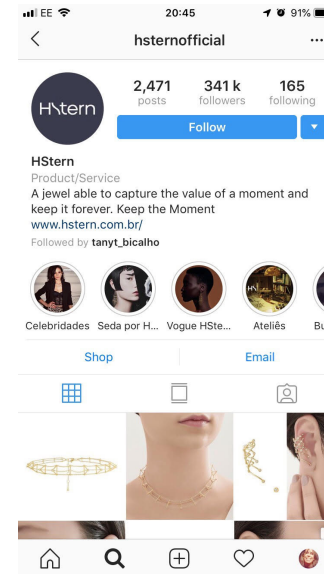 EE 20:45 91%
hsternofficial
H\tern
2,471 341 k 165
posts followers following
Follow
HStern
Product/Service
A jewel able to capture the value of a moment and
keep it forever. Keep the Moment
www.hstern.com.br/
Followed by tanyt_bicalho
Celebridades Seda por H... Vogue HSte... Ateliês Bu
Shop Email